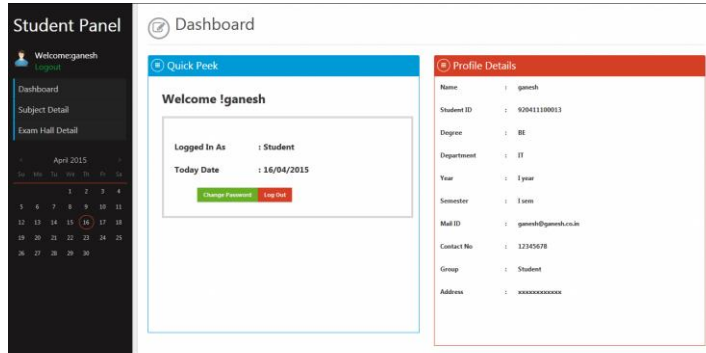 Student Panel
Welcome:ganesh
Logout
Dashboard
Subject Detail
Exam Hall Detail
April 2015
Su Mo Tu We Th Fr Sa
1 2 3 4
5 6 7 8 9 10 11
12 13 14 15 16 17 18
19 20 21 22 23 24 25
26 27 28 29 30
Dashboard
Quick Peek
Welcome !ganesh
Logged In As : Student
Today Date : 16/04/2015
Change Password Log Out
Profile Details
Name : ganesh
Student ID : 920411100013
Degree : BE
Department : IT
Year : I year
Semester : I sem
Mail ID : ganesh@ganesh.co.in
Contact No : 12345678
Group : Student
Address : xxxxxxxxxxxx